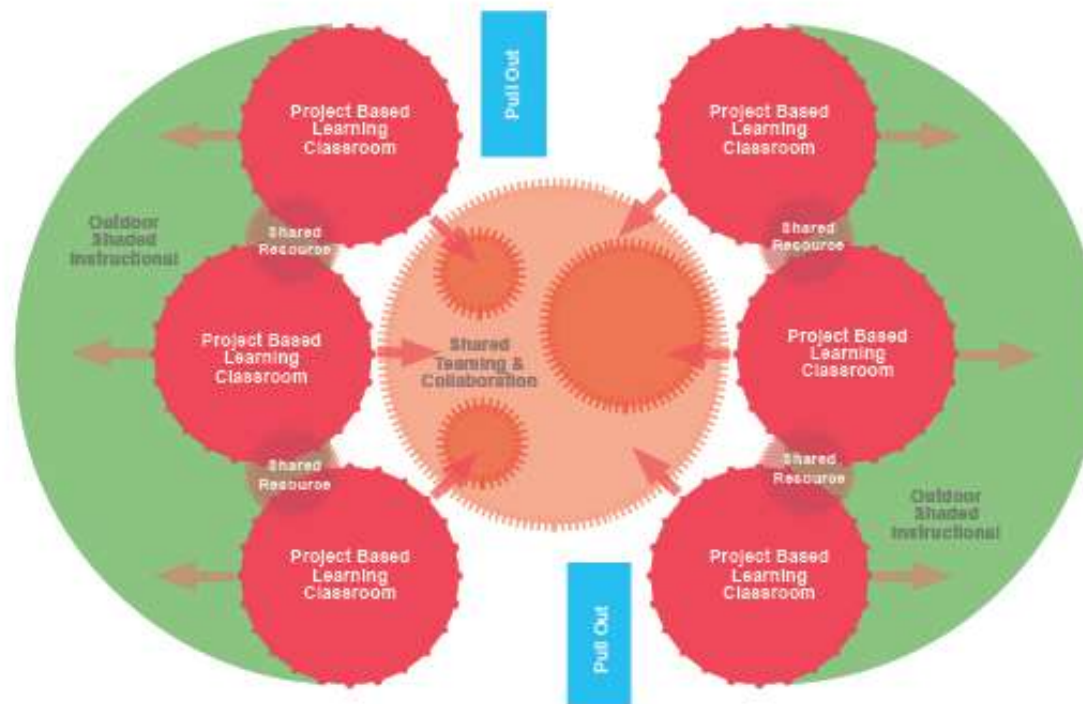 Pull Out
Project Based
Learning
Classroom
Project Based
Learning
Classroom
Outdoor
Shaded
Instructional
Shared
Resource
Shared
Resource
Project Based
Learning
Classroom
Shared
Teaming &
Collaboration
Project Based
Learning
Classroom
Shared
Resource
Shared
Resource
Outdoor
Shaded
Instructional
Project Based
Learning
Classroom
Project Based
Learning
Classroom
Pull Out